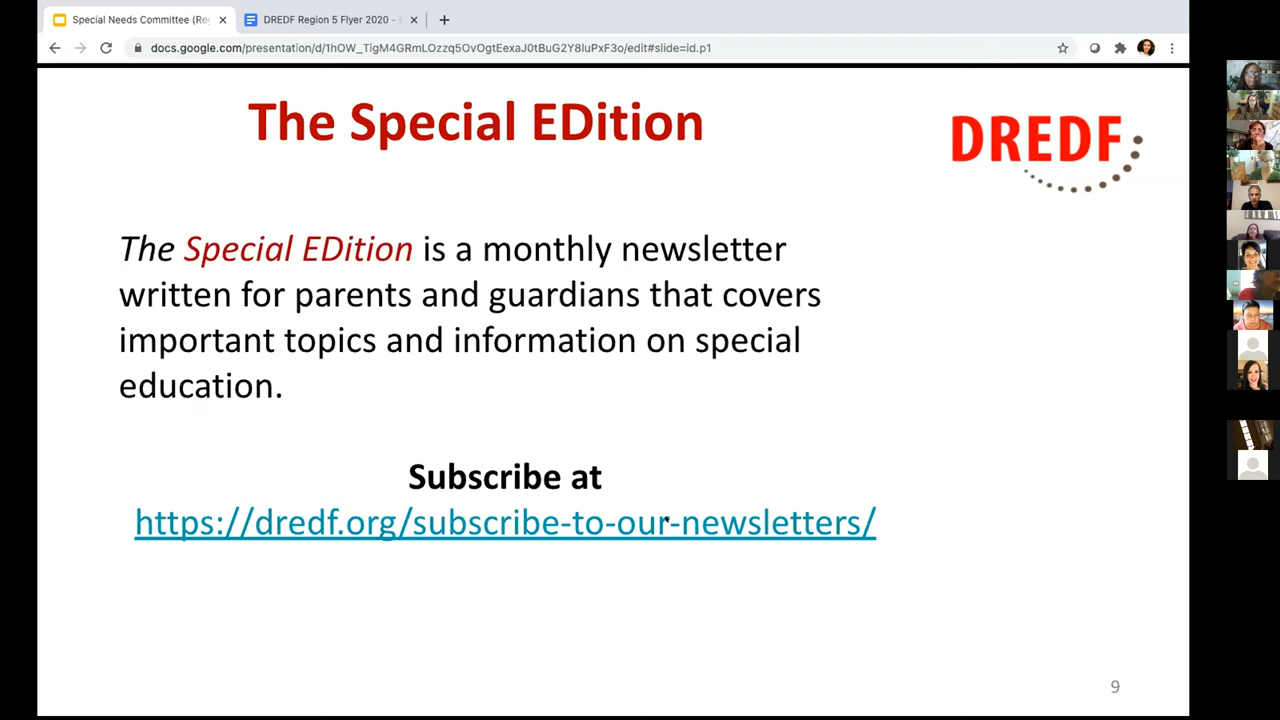 Special Needs Committee (Re
DREDF Region 5 Flyer 2020 -
docs.google.com/presentation/d/1hOW_TigM4GRmLOzzq5OvOgtEexaJ0tBuG2Y8luPxF3o/edit#slide=id.p1
The Special EDition
DREDF
The Special EDition is a monthly newsletter
written for parents and guardians that covers
important topics and information on special
education.
Subscribe at
https://dredf.org/subscribe-to-our-newsletters/
9